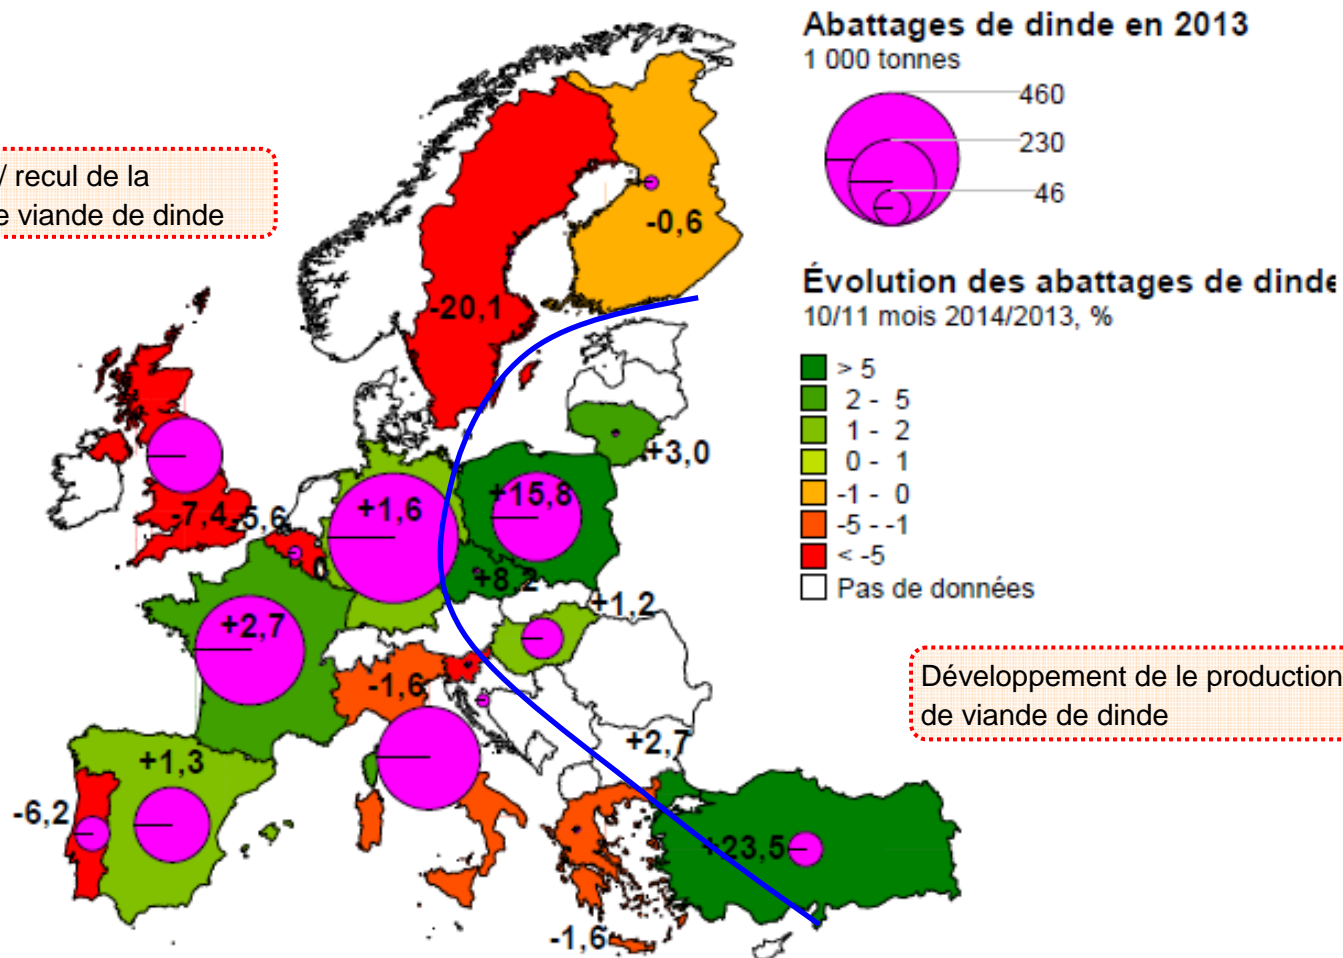 Abattages de dinde en 2013
1 000 tonnes
460
230
46
/ recul de la
e viande de dinde
-0,6
-20,1
Évolution des abattages de dinde
10/11 mois 2014/2013, %
> 5
2 - 5
1 - 2
0 - 1
-1 - 0
-5 - -1
< -5
Pas de données
+3,0
-7,4
-5,6
+1,6
+15,8
0
+8,2
+1,2
+2,7
-1,6
Développement de le production
de viande de dinde
+2,7
+1,3
-6,2
+23,5
-1,6